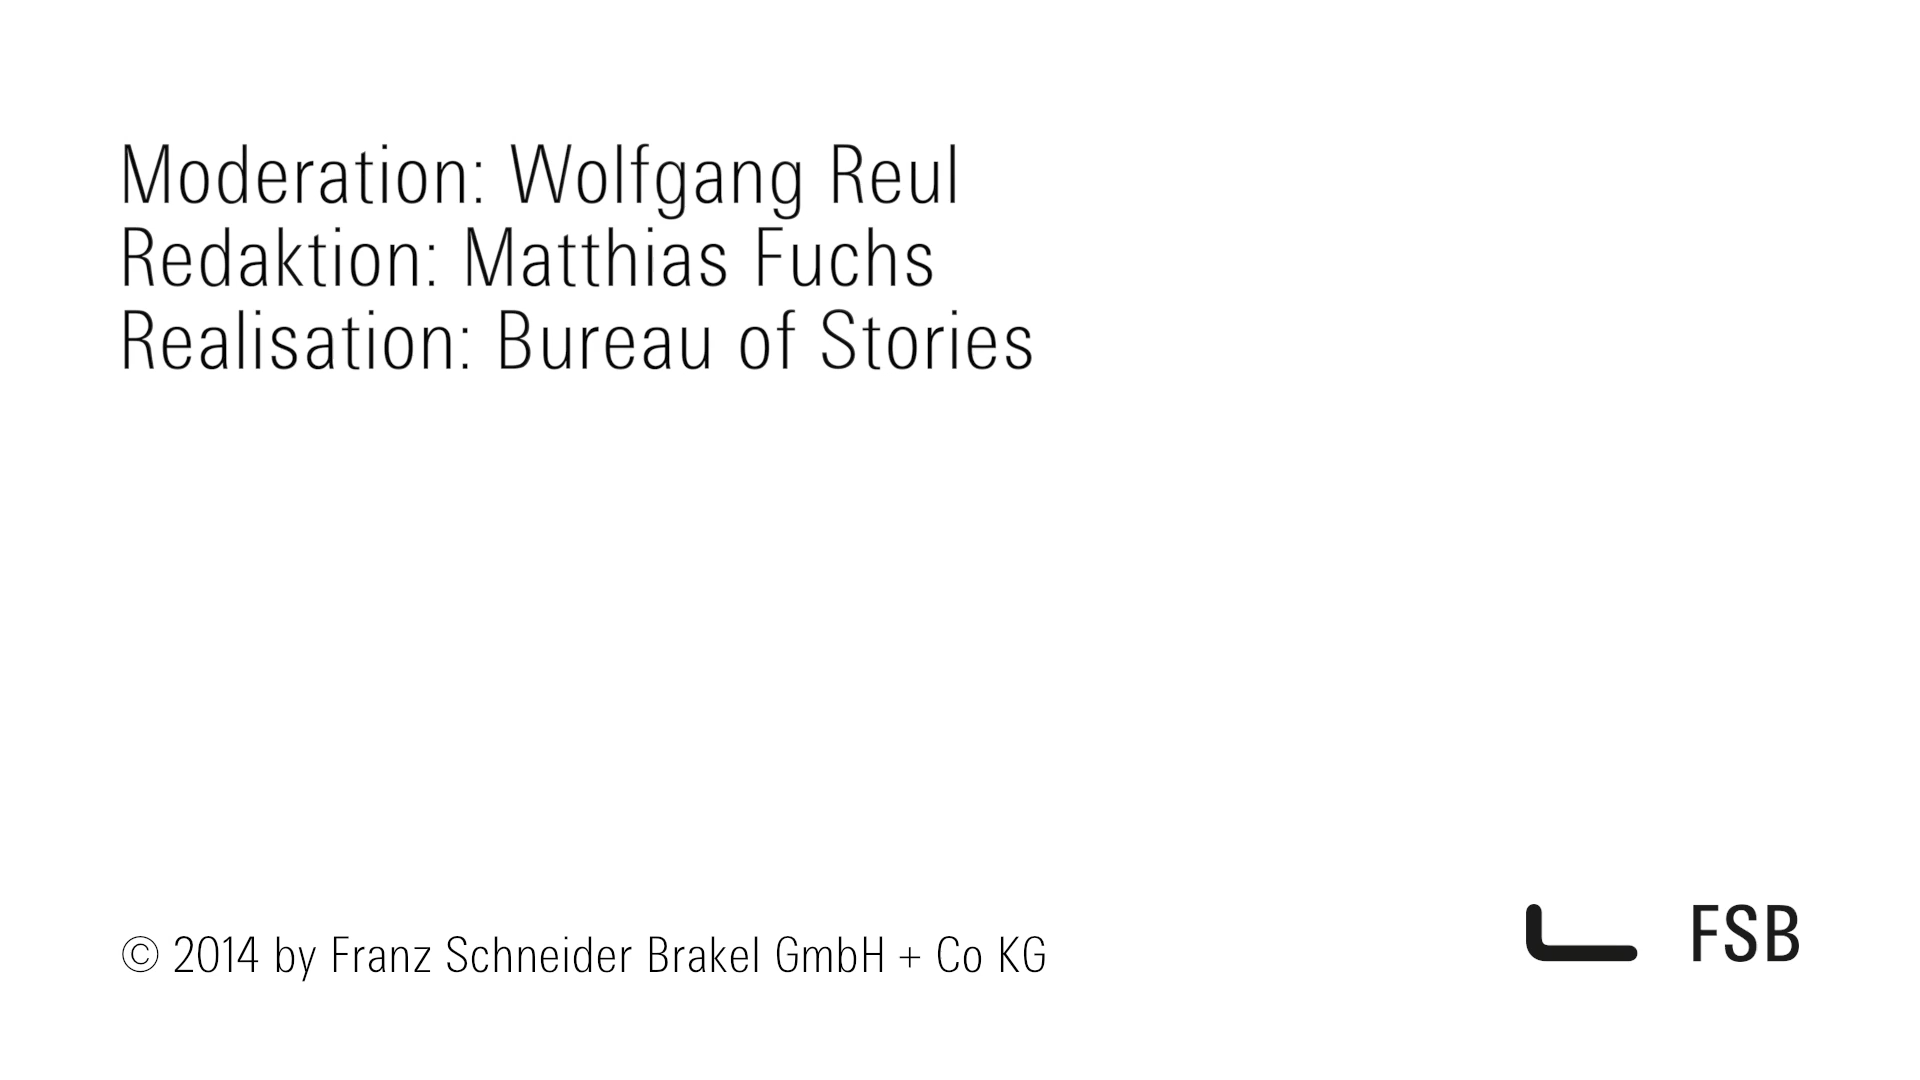 Moderation: Wolfgang Reul
Redaktion: Matthias Fuchs
Realisation: Bureau of Stories
© 2014 by Franz Schneider Brakel GmbH + Co KG
FSB